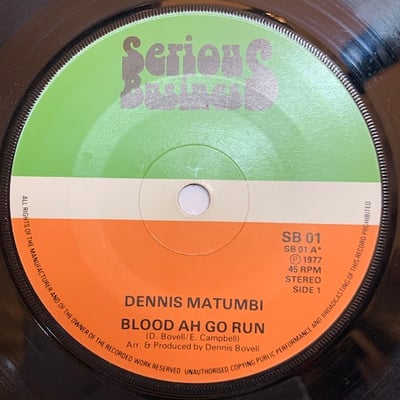 Serious
Business
SB 01
SB 01 A*
Ⓟ 1977
45 RPM
STEREO
SIDE 1
DENNIS MATUMBI
BLOOD AH GO RUN
(D. Bovell/E. Campbell)
Arr. & Produced by Dennis Bovell
ALL RIGHTS OF THE MANUFACTURER AND OF THE OWNER OF THE RECORDED WORK RESERVED UNAUTHORISED COPYING PUBLIC PERFORMANCE AND BROADCASTING OF THIS RECORD PROHIBITED